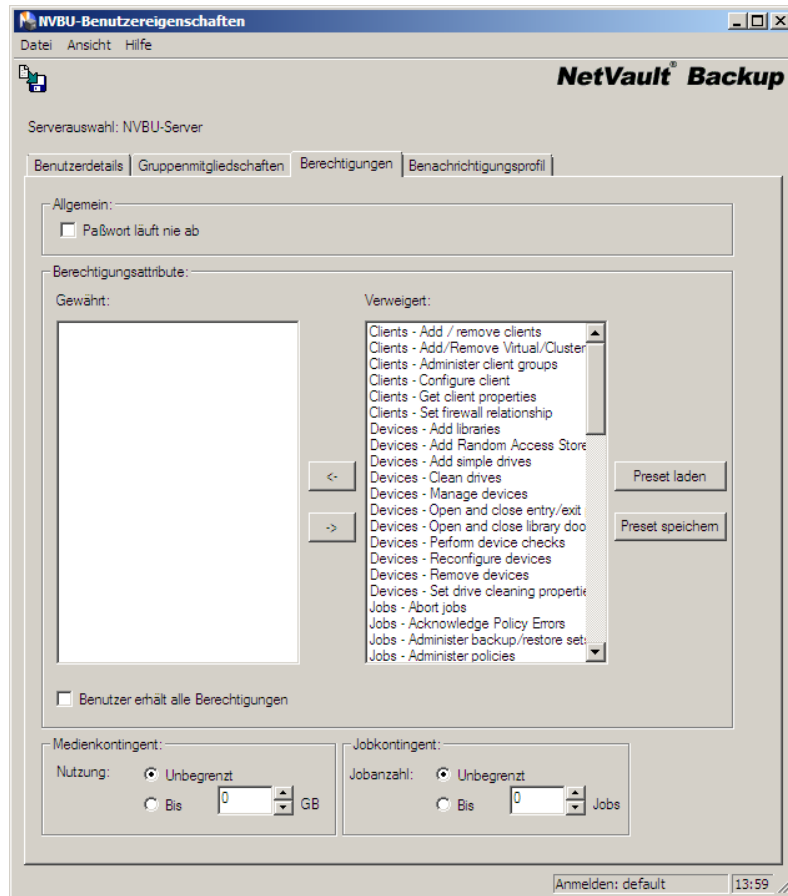 NVBU-Benutzereigenschaften
Datei Ansicht Hilfe
NetVault® Backup
Serverauswahl: NVBU-Server
Benutzerdetails Gruppenmitgliedschaften Berechtigungen Benachrichtigungsprofil
Allgemein:
Paßwort läuft nie ab
Berechtigungsattribute:
Gewährt: Verweigert:
Clients - Add / remove clients
Clients - Add/Remove Virtual/Cluster
Clients - Administer client groups
Clients - Configure client
Clients - Get client properties
Clients - Set firewall relationship
Devices - Add libraries
Devices - Add Random Access Store
Devices - Add simple drives
Devices - Clean drives
Devices - Manage devices
Devices - Open and close entry/exit
Devices - Open and close library doo
Devices - Perform device checks
Devices - Reconfigure devices
Devices - Remove devices
Devices - Set drive cleaning propertie
Jobs - Abort jobs
Jobs - Acknowledge Policy Errors
Jobs - Administer backup/restore set
Jobs - Administer policies
<-
->
Preset laden
Preset speichern
Benutzer erhält alle Berechtigungen
Medienkontingent: Jobkontingent:
Nutzung: Unbegrenzt Jobanzahl: Unbegrenzt
Bis 0 GB Bis 0 Jobs
Anmelden: default 13:59